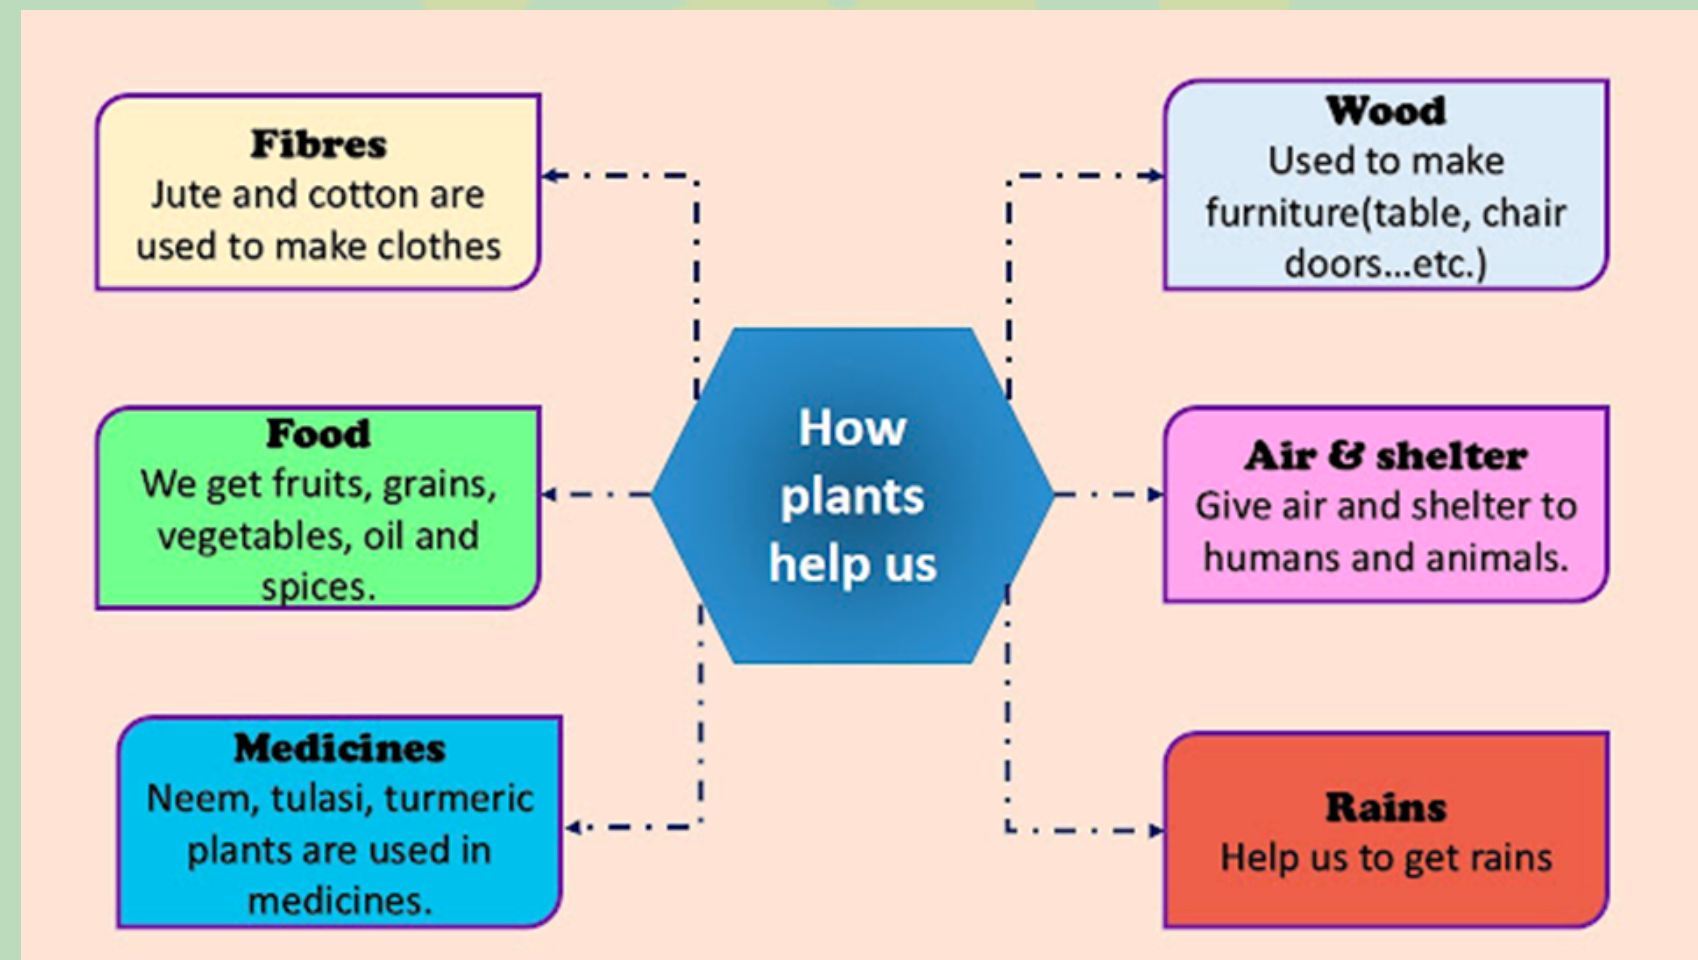 Fibres
Jute and cotton are
used to make clothes
Food
We get fruits, grains,
vegetables, oil and
spices.
Medicines
Neem, tulasi, turmeric
plants are used in
medicines.
How
plants
help us
Wood
Used to make
furniture(table, chair
doors...etc.)
Air & shelter
Give air and shelter to
humans and animals.
Rains
Help us to get rains